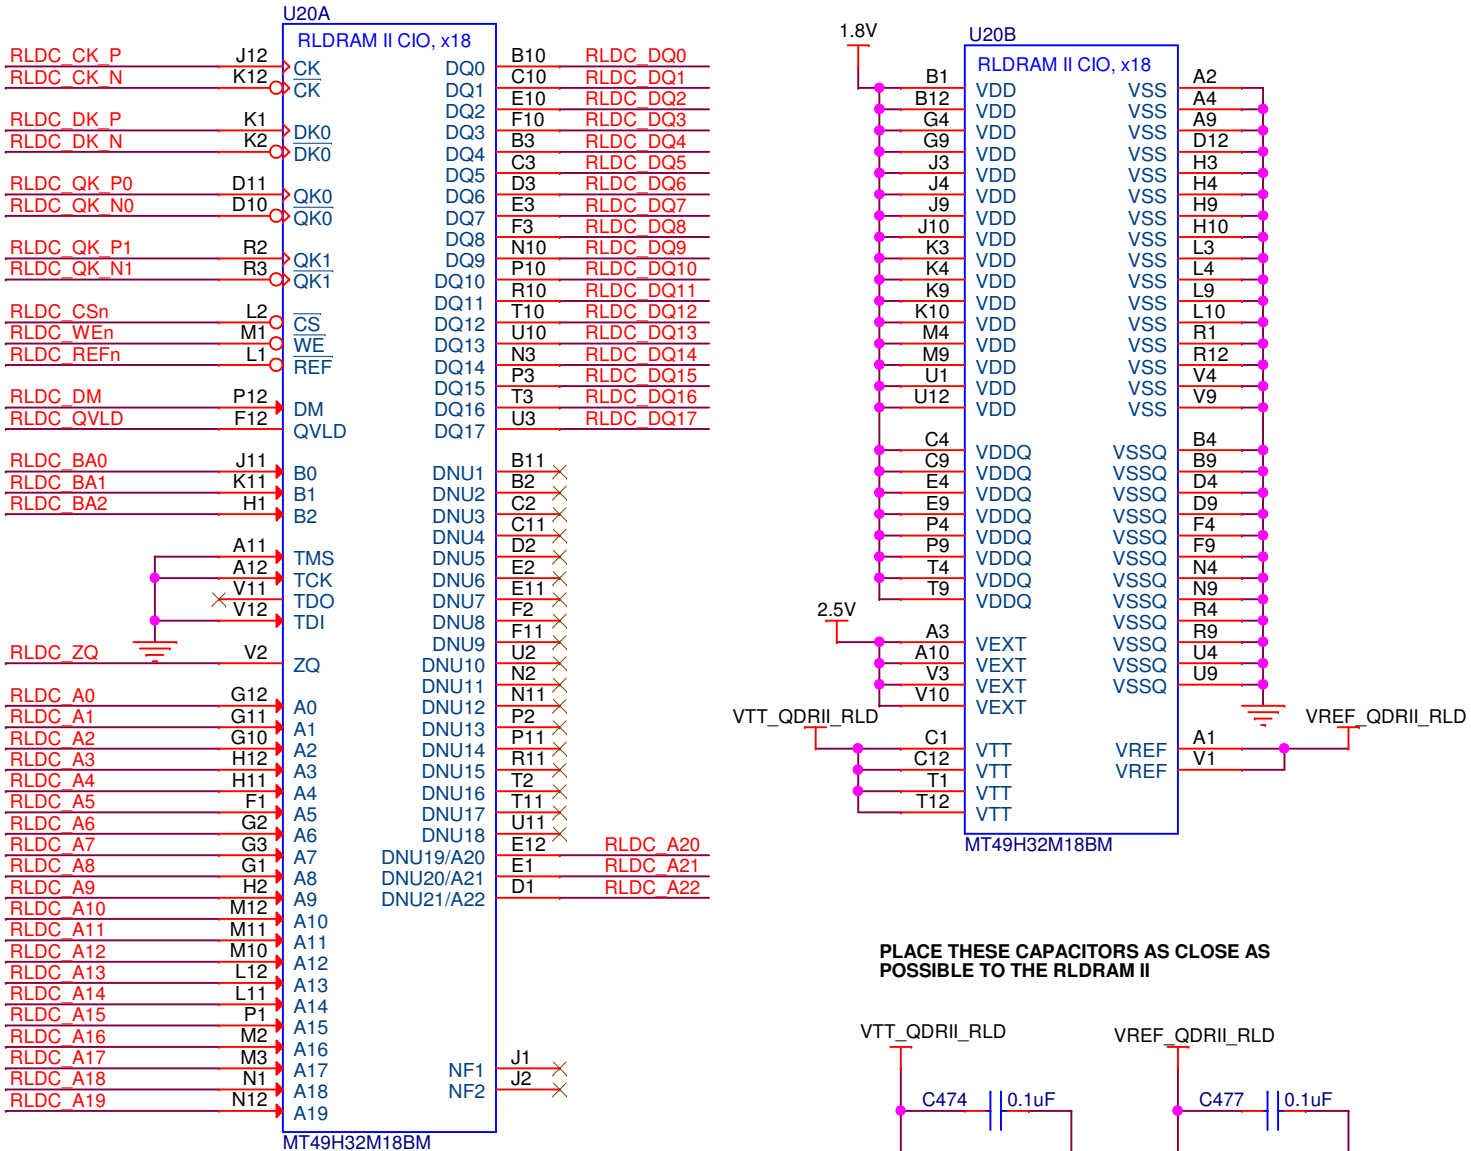 U20A
RLDRAM II CIO, x18
RLDC_CK_P J12 CK DQ0 B10 RLDC_DQ0
RLDC_CK_N K12 CK DQ1 C10 RLDC_DQ1
DQ2 E10 RLDC_DQ2
RLDC_DK_P K1 DK0 DQ3 F10 RLDC_DQ3
RLDC_DK_N K2 DK0 DQ4 B3 RLDC_DQ4
DQ5 C3 RLDC_DQ5
RLDC_QK_P0 D11 QK0 DQ6 D3 RLDC_DQ6
RLDC_QK_N0 D10 QK0 DQ7 E3 RLDC_DQ7
DQ8 F3 RLDC_DQ8
RLDC_QK_P1 R2 QK1 DQ9 N10 RLDC_DQ9
RLDC_QK_N1 R3 QK1 DQ10 P10 RLDC_DQ10
DQ11 R10 RLDC_DQ11
RLDC_CSn L2 CS DQ12 T10 RLDC_DQ12
RLDC_WEn M1 WE DQ13 U10 RLDC_DQ13
RLDC_REFn L1 REF DQ14 N3 RLDC_DQ14
DQ15 P3 RLDC_DQ15
RLDC_DM P12 DM DQ16 T3 RLDC_DQ16
RLDC_QVLD F12 QVLD DQ17 U3 RLDC_DQ17
RLDC_BA0 J11 B0 DNU1 B11
RLDC_BA1 K11 B1 DNU2 B2
RLDC_BA2 H1 B2 DNU3 C2
DNU4 C11
A11 TMS DNU5 D2
A12 TCK DNU6 E2
V11 TDO DNU7 E11
V12 TDI DNU8 F2
DNU9 F11
RLDC_ZQ V2 ZQ DNU10 U2
DNU11 N2
RLDC_A0 G12 A0 DNU12 N11
RLDC_A1 G11 A1 DNU13 P2
RLDC_A2 G10 A2 DNU14 P11
RLDC_A3 H12 A3 DNU15 R11
RLDC_A4 H11 A4 DNU16 T2
RLDC_A5 F1 A5 DNU17 T11
RLDC_A6 G2 A6 DNU18 U11
RLDC_A7 G3 A7 DNU19/A20 E12 RLDC_A20
RLDC_A8 G1 A8 DNU20/A21 E1 RLDC_A21
RLDC_A9 H2 A9 DNU21/A22 D1 RLDC_A22
RLDC_A10 M12 A10
RLDC_A11 M11 A11
RLDC_A12 M10 A12
RLDC_A13 L12 A13
RLDC_A14 L11 A14
RLDC_A15 P1 A15
RLDC_A16 M2 A16
RLDC_A17 M3 A17 NF1 J1
RLDC_A18 N1 A18 NF2 J2
RLDC_A19 N12 A19
MT49H32M18BM
1.8V
U20B
RLDRAM II CIO, x18
B1 VDD VSS A2
B12 VDD VSS A4
G4 VDD VSS A9
G9 VDD VSS D12
J3 VDD VSS H3
J4 VDD VSS H4
J9 VDD VSS H9
J10 VDD VSS H10
K3 VDD VSS L3
K4 VDD VSS L4
K9 VDD VSS L9
K10 VDD VSS L10
M4 VDD VSS R1
M9 VDD VSS R12
U1 VDD VSS V4
U12 VDD VSS V9
C4 VDDQ VSSQ B4
C9 VDDQ VSSQ B9
E4 VDDQ VSSQ D4
E9 VDDQ VSSQ D9
P4 VDDQ VSSQ F4
P9 VDDQ VSSQ F9
T4 VDDQ VSSQ N4
T9 VDDQ VSSQ N9
2.5V
VSSQ R4
A3 VEXT VSSQ R9
A10 VEXT VSSQ U4
V3 VEXT VSSQ U9
V10 VEXT
VTT_QDRII_RLD VREF_QDRII_RLD
C1 VTT VREF A1
C12 VTT VREF V1
T1 VTT
T12 VTT
MT49H32M18BM
PLACE THESE CAPACITORS AS CLOSE AS
POSSIBLE TO THE RLDRAM II
VTT_QDRII_RLD VREF_QDRII_RLD
C474 0.1uF C477 0.1uF